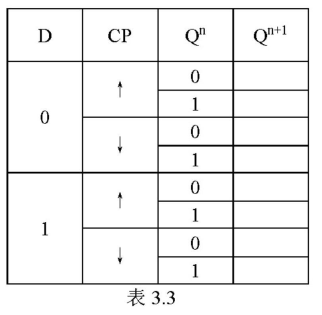 D CP Qⁿ Qⁿ⁺¹
0 ↑ 0
1
↓ 0
1
1 ↑ 0
1
↓ 0
1
表 3.3